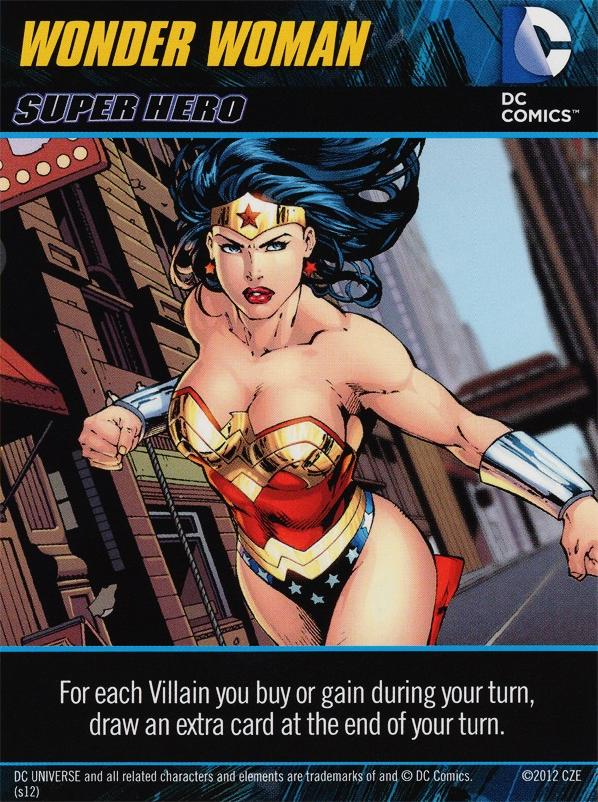 WONDER WOMAN
SUPER HERO
DC
COMICS™
For each Villain you buy or gain during your turn,
draw an extra card at the end of your turn.
DC UNIVERSE and all related characters and elements are trademarks of and © DC Comics.
(s12)
©2012 CZE